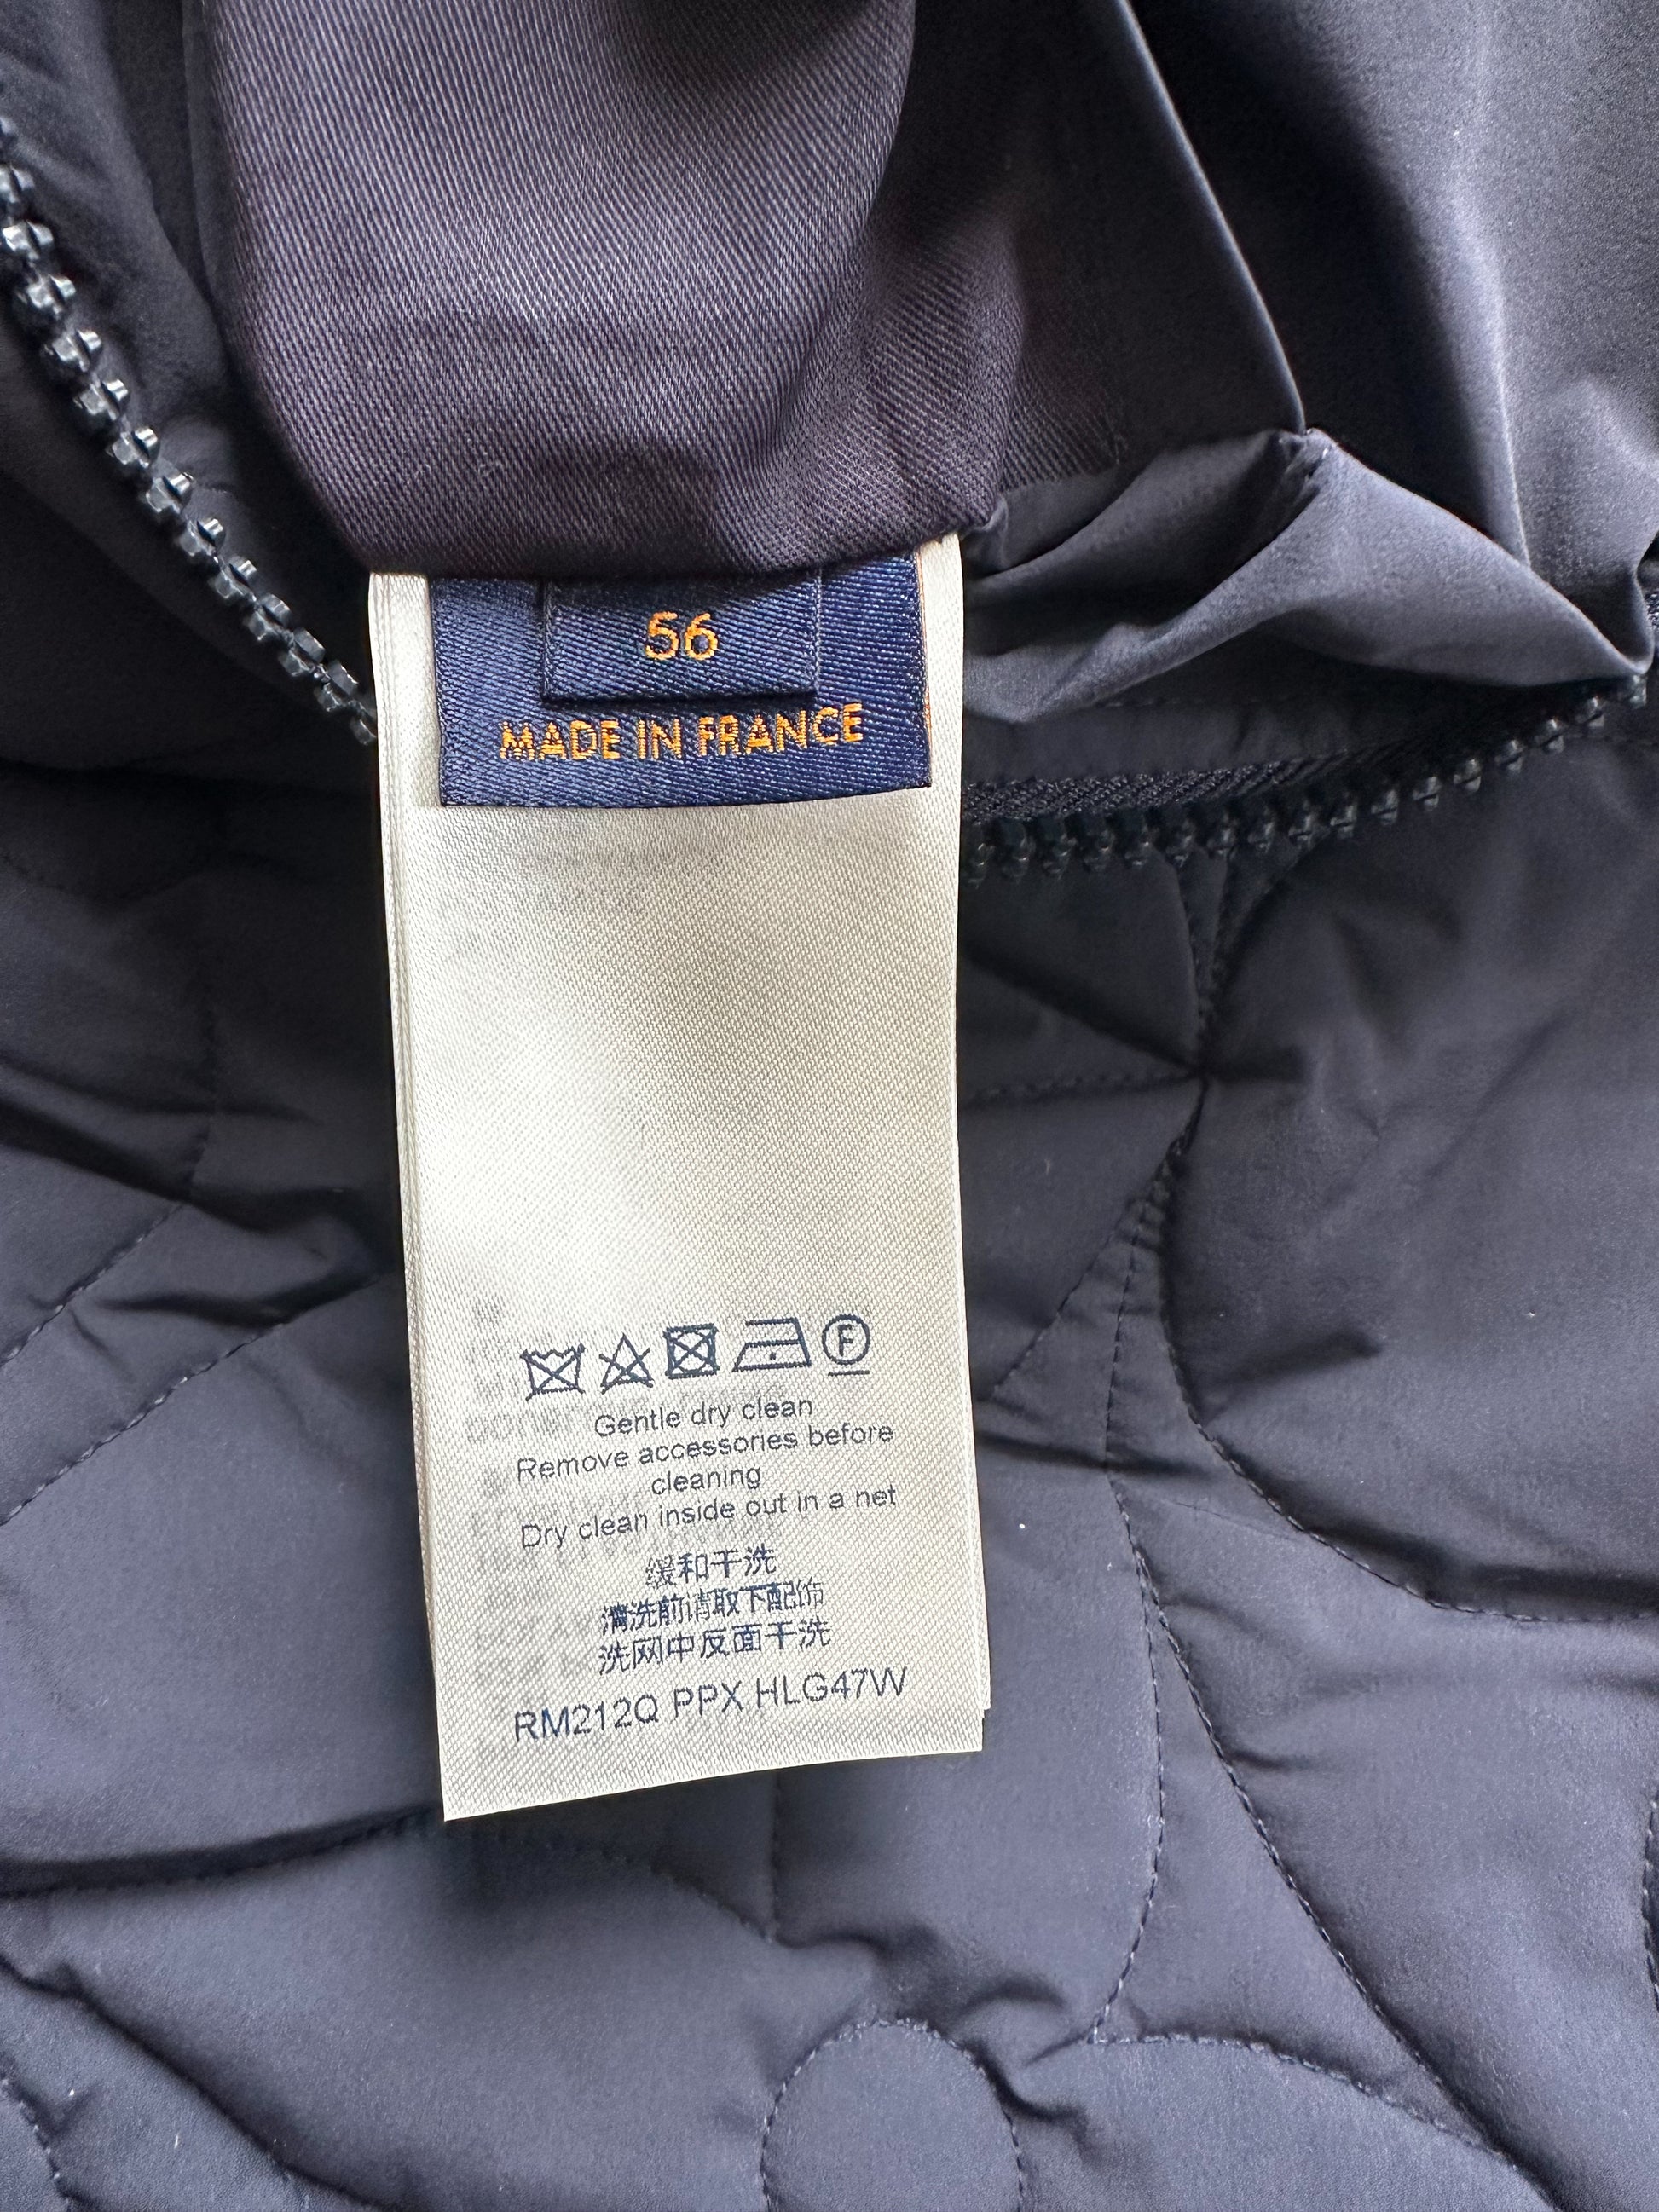 56
MADE IN FRANCE
F
Gentle dry clean
Remove accessories before
cleaning
Dry clean inside out in a net
缓和干洗
清洗前请取下配饰
洗网中反面干洗
RM212Q PPX HLG47W